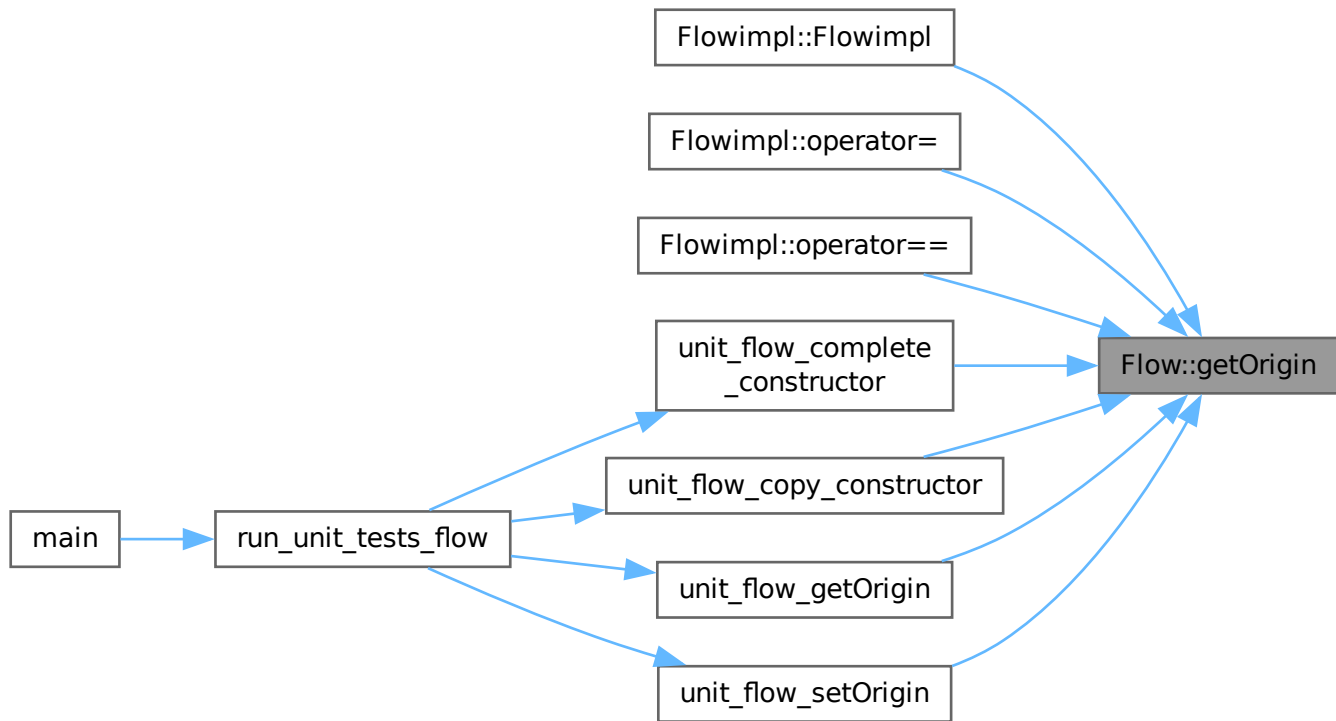 Flowimpl::Flowimpl
Flowimpl::operator=
Flowimpl::operator==
unit_flow_complete
_constructor
Flow::getOrigin
unit_flow_copy_constructor
main
run_unit_tests_flow
unit_flow_getOrigin
unit_flow_setOrigin